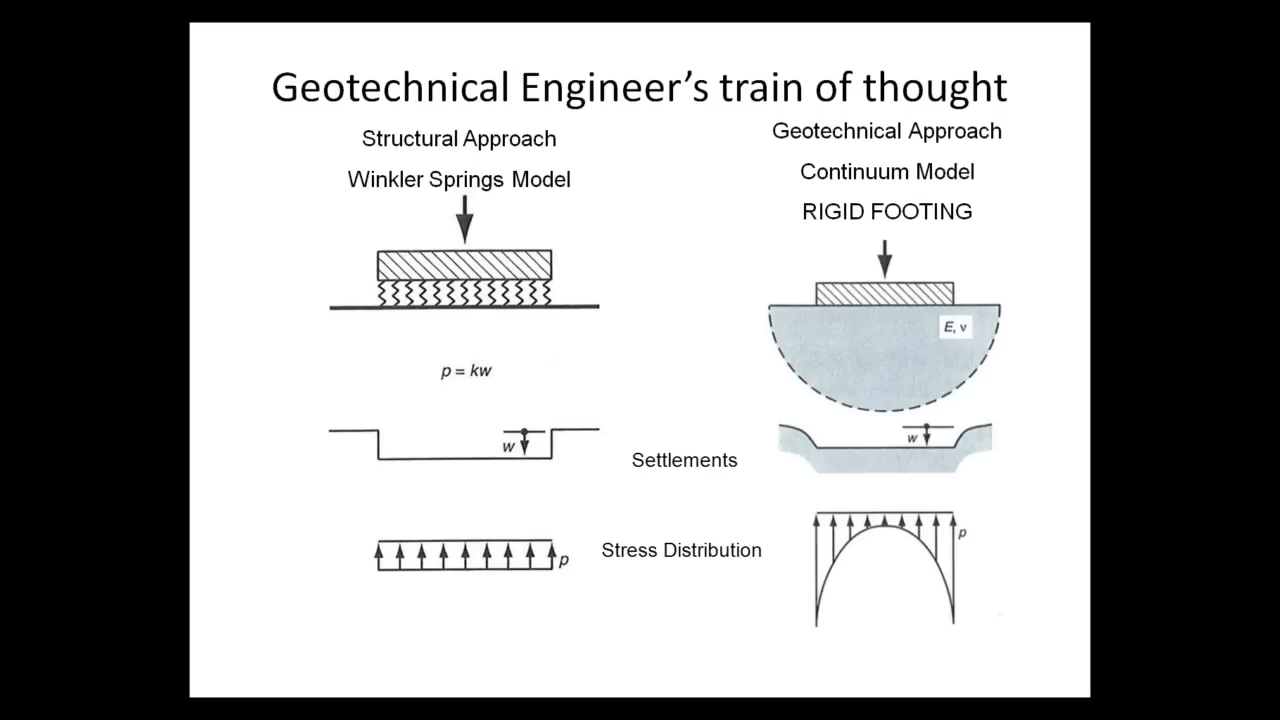 Geotechnical Engineer’s train of thought
Structural Approach
Winkler Springs Model
Geotechnical Approach
Continuum Model
RIGID FOOTING
E, ν
p = kw
w
w
Settlements
Stress Distribution
p
p